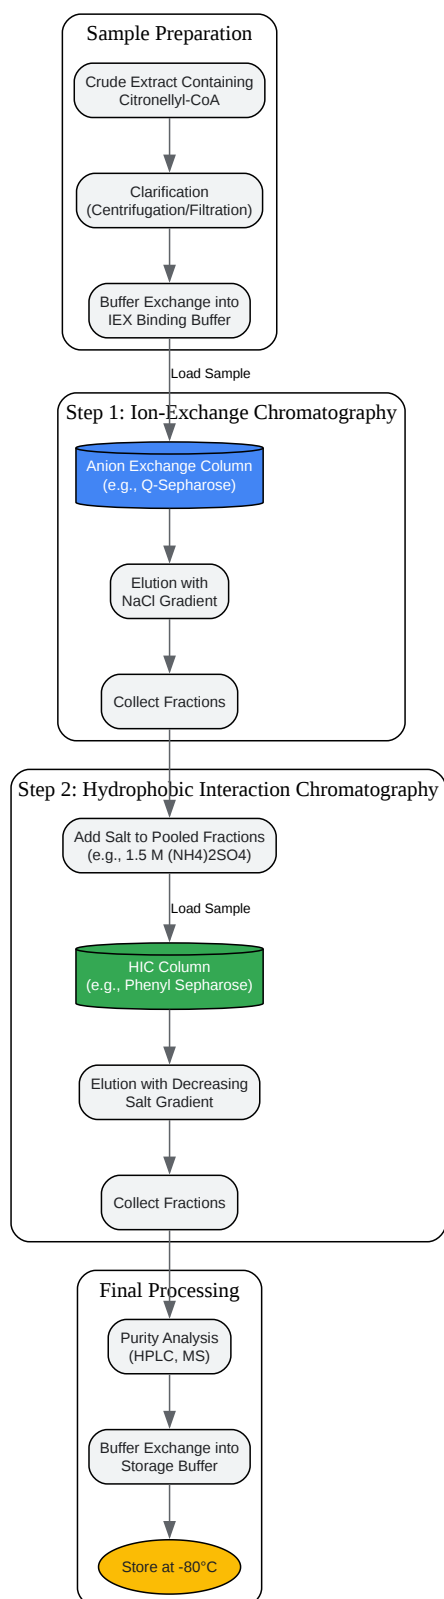 Sample Preparation
Crude Extract Containing
Citronellyl-CoA
Clarification
(Centrifugation/Filtration)
Buffer Exchange into
IEX Binding Buffer
Load Sample
Step 1: Ion-Exchange Chromatography
Anion Exchange Column
(e.g., Q-Sepharose)
Elution with
NaCl Gradient
Collect Fractions
Step 2: Hydrophobic Interaction Chromatography
Add Salt to Pooled Fractions
(e.g., 1.5 M (NH4)2SO4)
Load Sample
HIC Column
(e.g., Phenyl Sepharose)
Elution with Decreasing
Salt Gradient
Collect Fractions
Final Processing
Purity Analysis
(HPLC, MS)
Buffer Exchange into
Storage Buffer
Store at -80°C